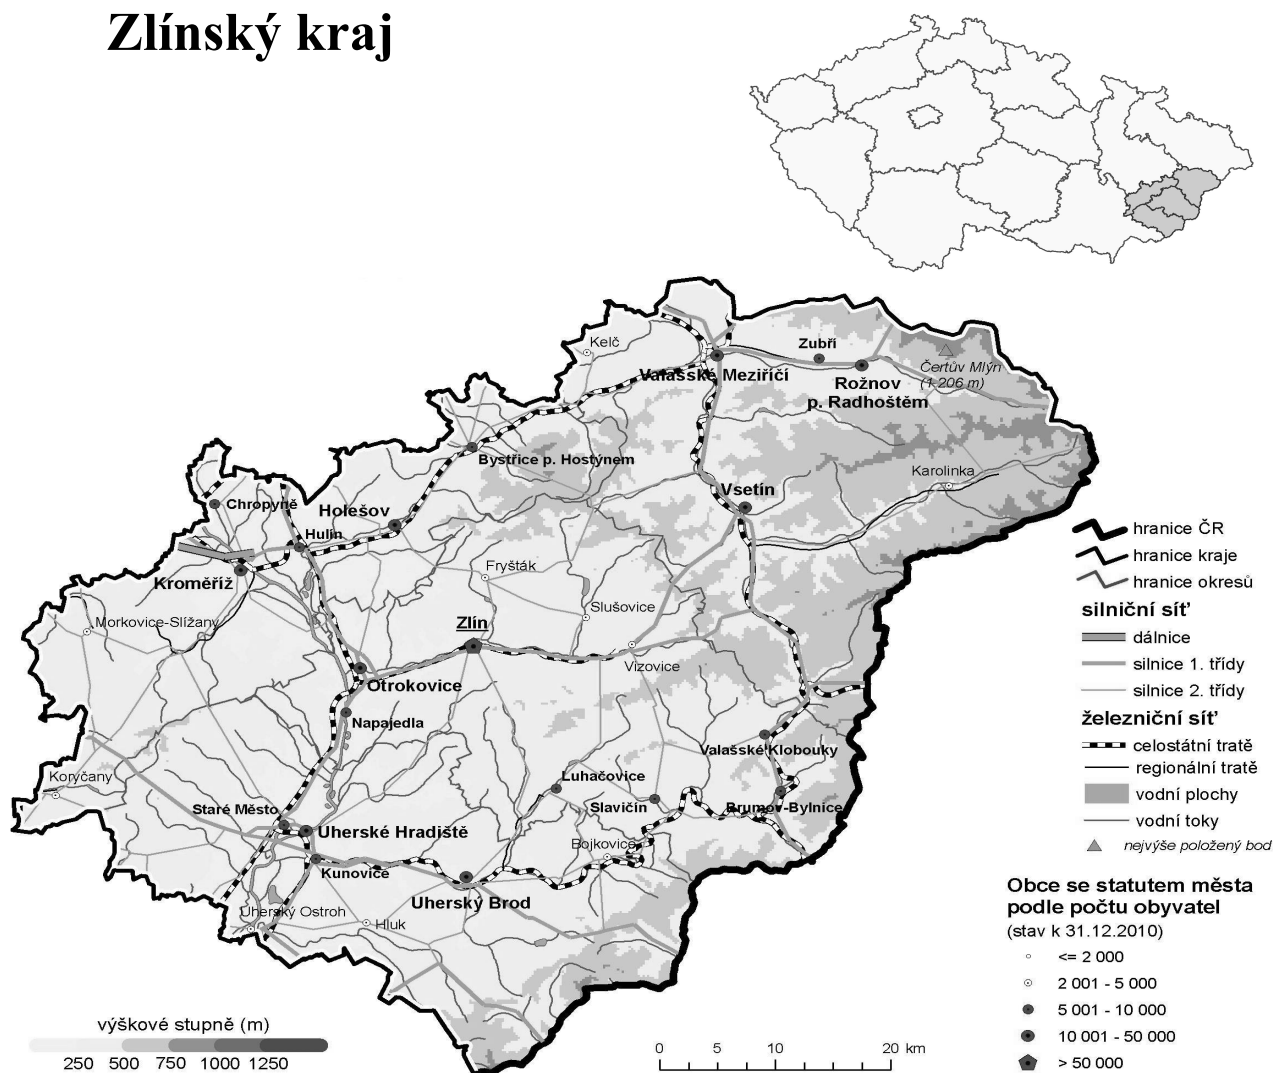 Zlínský kraj
Kelč
Zubří
Valašské Meziříčí
Čertův Mlýn
(1 206 m)
Rožnov
p. Radhoštěm
Bystřice p. Hostýnem
Karolinka
Vsetín
Chropyně
Holešov
Hulín
Fryšták
Kroměříž
Slušovice
Morkovice-Slížany
Zlín
Vizovice
Otrokovice
Napajedla
Valašské Klobouky
Koryčany
Luhačovice
Staré Město
Slavičín
Brumov-Bylnice
Uherské Hradiště
Bojkovice
Kunovice
Uherský Brod
Uherský Ostroh
Hluk
hranice ČR
hranice kraje
hranice okresů
silniční síť
dálnice
silnice 1. třídy
silnice 2. třídy
železniční síť
celostátní tratě
regionální tratě
vodní plochy
vodní toky
nejvýše položený bod
Obce se statutem města
podle počtu obyvatel
(stav k 31.12.2010)
<= 2 000
2 001 - 5 000
5 001 - 10 000
10 001 - 50 000
> 50 000
výškové stupně (m)
250 500 750 1000 1250
0 5 10 20 km